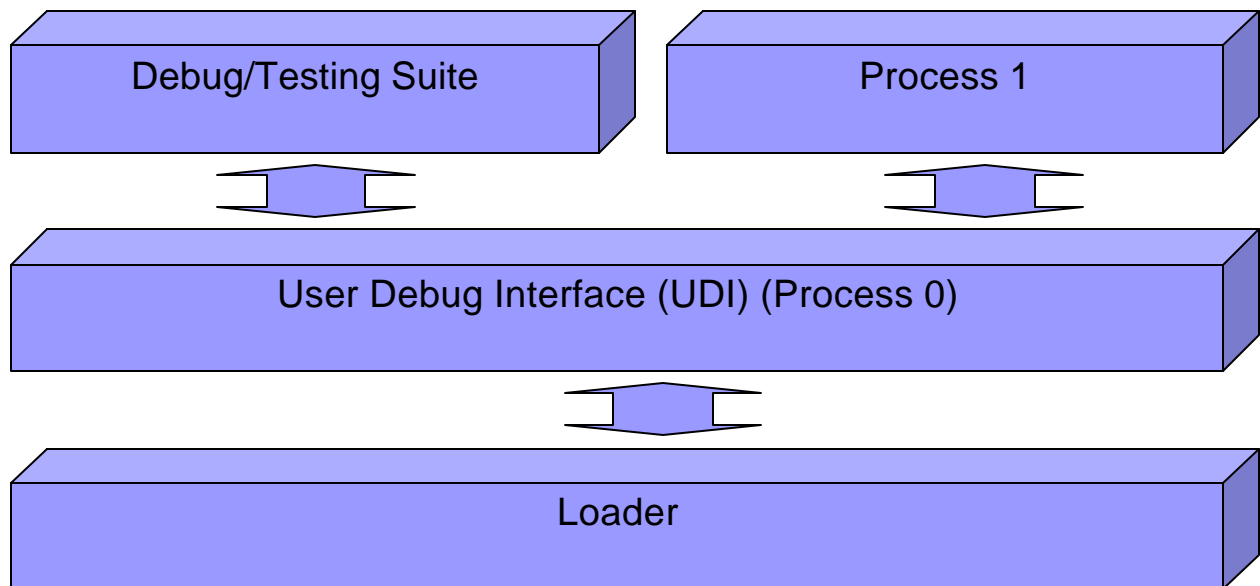 Debug/Testing Suite
Process 1
User Debug Interface (UDI) (Process 0)
Loader